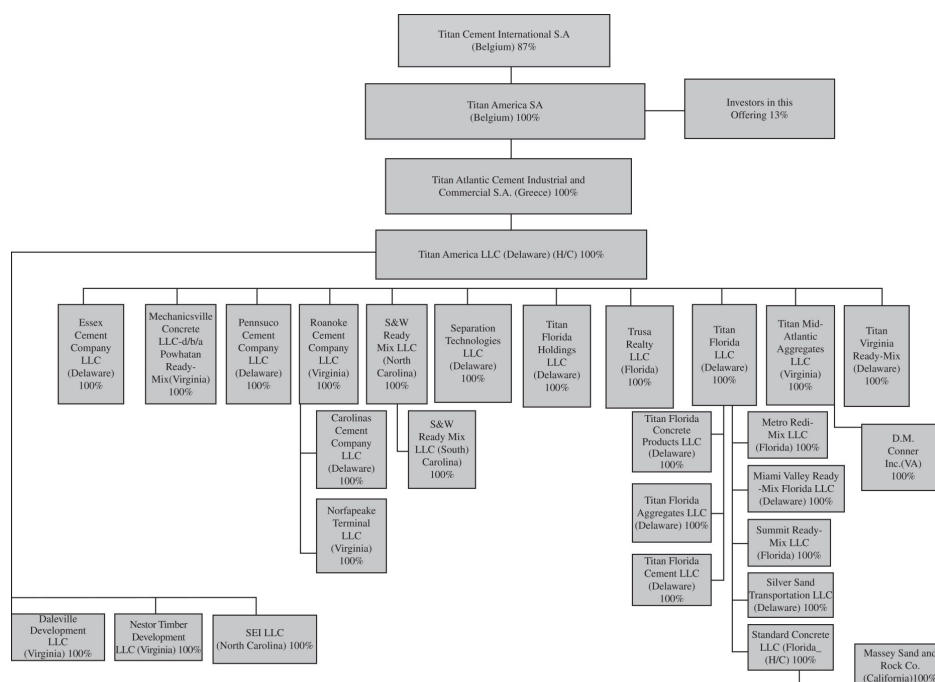 Titan Cement International S.A
(Belgium) 87%
Titan America SA
(Belgium) 100%
Investors in this
Offering 13%
Titan Atlantic Cement Industrial and
Commercial S.A. (Greece) 100%
Titan America LLC (Delaware) (H/C) 100%
Essex
Cement
Company
LLC
(Delaware)
100%
Mechanicsville
Concrete
LLC-d/b/a
Powhatan
Ready-
Mix(Virginia)
100%
Pennsuco
Cement
Company
LLC
(Delaware)
100%
Roanoke
Cement
Company
LLC
(Virginia)
100%
S&W
Ready
Mix LLC
(North
Carolina)
100%
Separation
Technologies
LLC
(Delaware)
100%
Titan
Florida
Holdings
LLC
(Delaware)
100%
Trusa
Realty
LLC
(Florida)
100%
Titan
Florida
LLC
(Delaware)
100%
Titan Mid-
Atlantic
Aggregates
LLC
(Virginia)
100%
Titan
Virginia
Ready-Mix
(Delaware)
100%
Carolinas
Cement
Company
LLC
(Delaware)
100%
S&W
Ready Mix
LLC (South)
Carolina)
100%
Titan Florida
Concrete
Products LLC
(Delaware)
100%
Metro Redi-
Mix LLC
(Florida) 100%
D.M.
Conner
Inc.(VA)
100%
Miami Valley Ready
-Mix Florida LLC
(Delaware) 100%
Norfapeake
Terminal
LLC
(Virginia)
100%
Titan Florida
Aggregates LLC
(Delaware) 100%
Summit Ready-
Mix LLC
(Florida) 100%
Titan Florida
Cement LLC
(Delaware)
100%
Silver Sand
Transportation LLC
(Delaware) 100%
Daleville
Development
LLC
(Virginia) 100%
Nestor Timber
Development
LLC (Virginia) 100%
SEI LLC
(North Carolina) 100%
Standard Concrete
LLC (Florida_
(H/C) 100%
Massey Sand and
Rock Co.
(California)100%